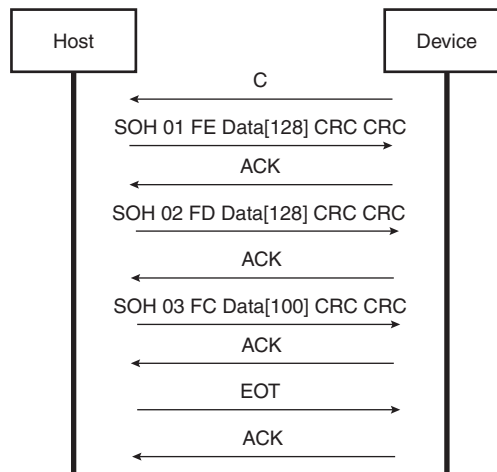 Host
Device
C
SOH 01 FE Data[128] CRC CRC
ACK
SOH 02 FD Data[128] CRC CRC
ACK
SOH 03 FC Data[100] CRC CRC
ACK
EOT
ACK